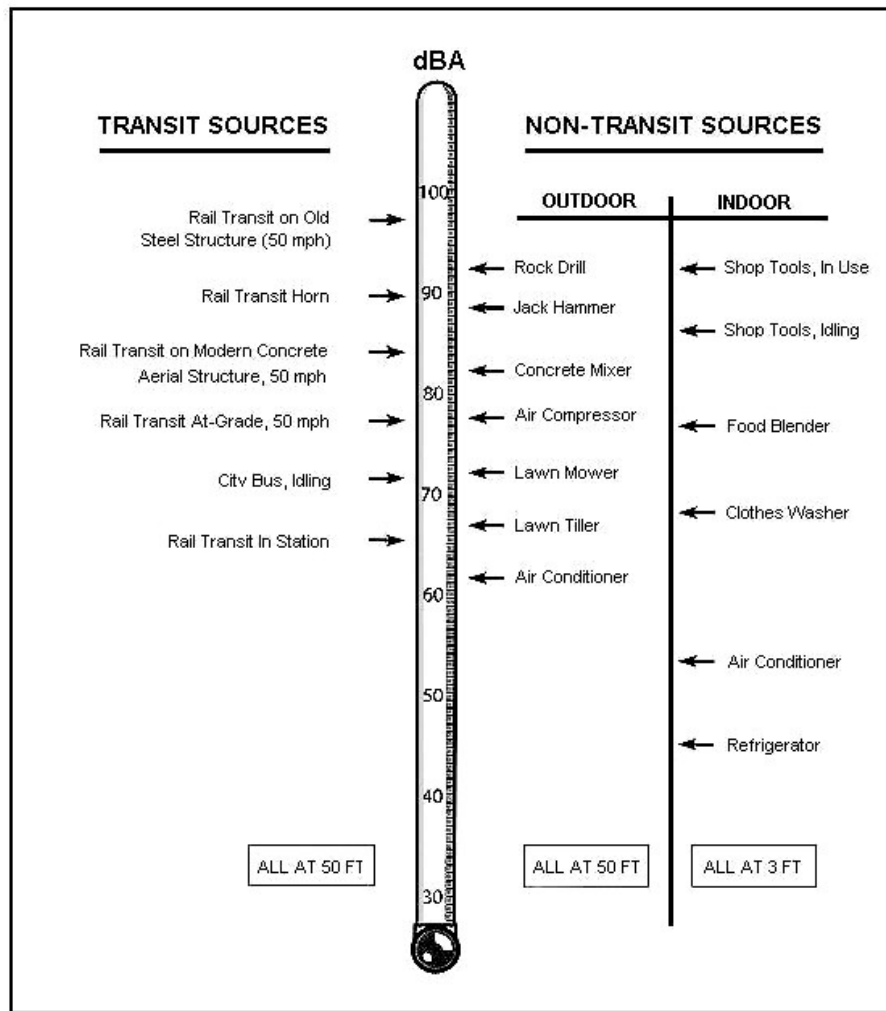 dBA
TRANSIT SOURCES
Rail Transit on Old
Steel Structure (50 mph)
Rail Transit Horn
Rail Transit on Modern Concrete
Aerial Structure, 50 mph
Rail Transit At-Grade, 50 mph
City Bus, Idling
Rail Transit In Station
ALL AT 50 FT
100
90
80
70
60
50
40
30
NON-TRANSIT SOURCES
OUTDOOR
Rock Drill
Jack Hammer
Concrete Mixer
Air Compressor
Lawn Mower
Lawn Tiller
Air Conditioner
ALL AT 50 FT
INDOOR
Shop Tools, In Use
Shop Tools, Idling
Food Blender
Clothes Washer
Air Conditioner
Refrigerator
ALL AT 3 FT